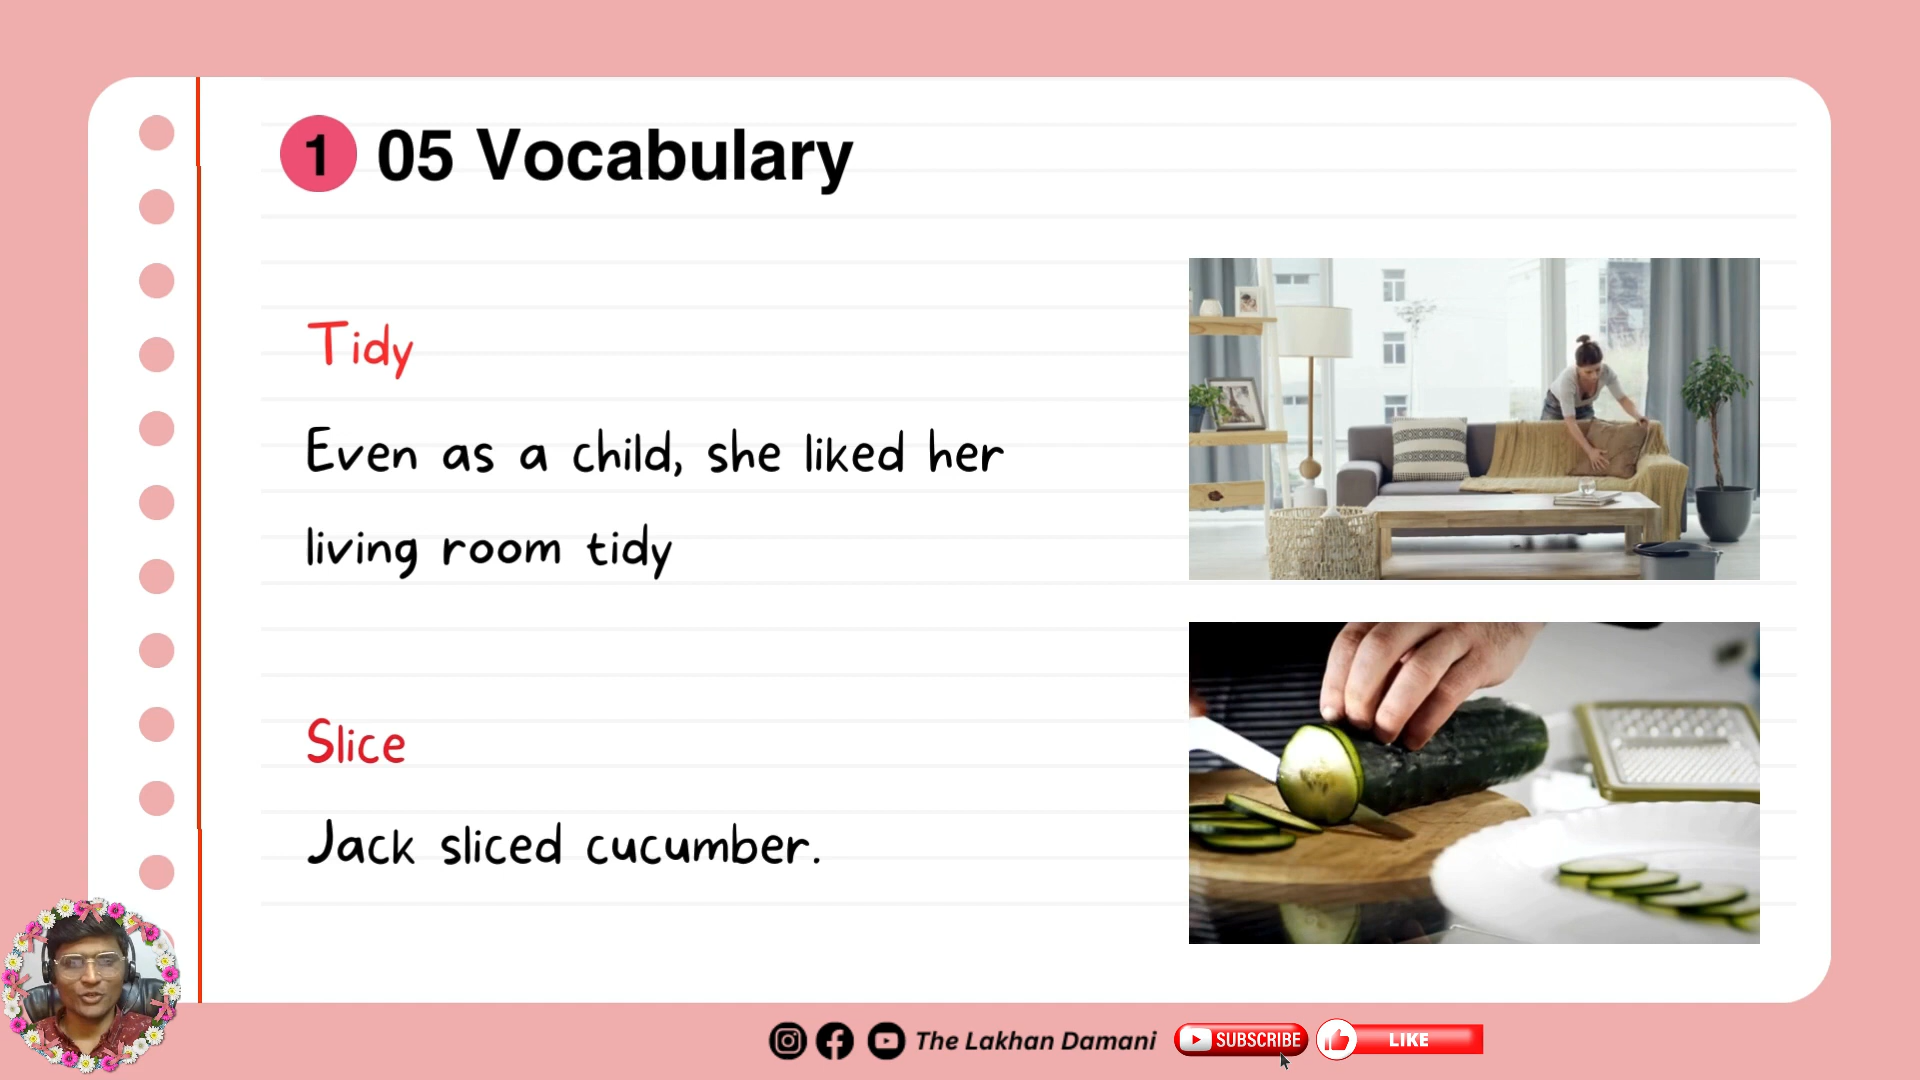 1 05 Vocabulary
Tidy
Even as a child, she liked her
living room tidy
Slice
Jack sliced cucumber.
The Lakhan Damani SUBSCRIBE LIKE